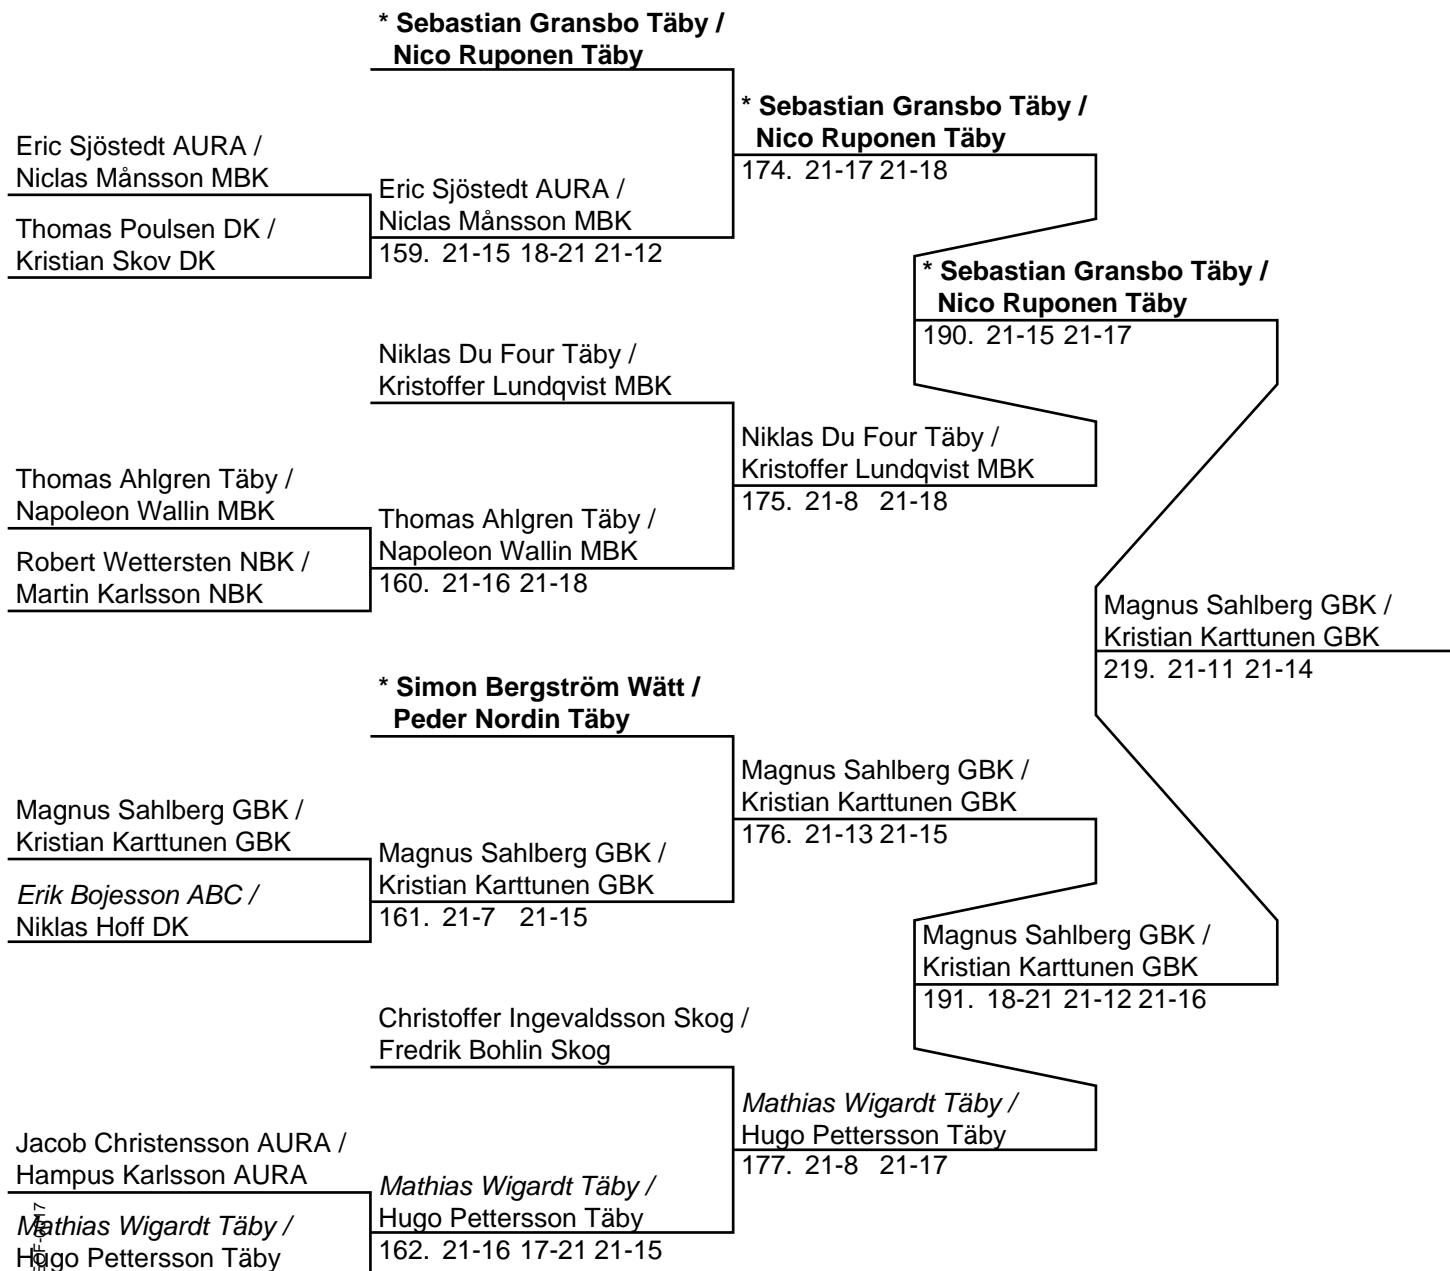 * Sebastian Gransbo Täby /
Nico Ruponen Täby
* Sebastian Gransbo Täby /
Nico Ruponen Täby
174. 21-17 21-18
Eric Sjöstedt AURA /
Niclas Månsson MBK
Eric Sjöstedt AURA /
Niclas Månsson MBK
159. 21-15 18-21 21-12
Thomas Poulsen DK /
Kristian Skov DK
* Sebastian Gransbo Täby /
Nico Ruponen Täby
190. 21-15 21-17
Niklas Du Four Täby /
Kristoffer Lundqvist MBK
Niklas Du Four Täby /
Kristoffer Lundqvist MBK
175. 21-8 21-18
Thomas Ahlgren Täby /
Napoleon Wallin MBK
Thomas Ahlgren Täby /
Napoleon Wallin MBK
160. 21-16 21-18
Robert Wettersten NBK /
Martin Karlsson NBK
Magnus Sahlberg GBK /
Kristian Karttunen GBK
219. 21-11 21-14
* Simon Bergström Wätt /
Peder Nordin Täby
Magnus Sahlberg GBK /
Kristian Karttunen GBK
176. 21-13 21-15
Magnus Sahlberg GBK /
Kristian Karttunen GBK
Magnus Sahlberg GBK /
Kristian Karttunen GBK
161. 21-7 21-15
Erik Bojesson ABC /
Niklas Hoff DK
Magnus Sahlberg GBK /
Kristian Karttunen GBK
191. 18-21 21-12 21-16
Christoffer Ingevaldsson Skog /
Fredrik Bohlin Skog
Mathias Wigardt Täby /
Hugo Pettersson Täby
177. 21-8 21-17
Jacob Christensson AURA /
Hampus Karlsson AURA
Mathias Wigardt Täby /
Hugo Pettersson Täby
162. 21-16 17-21 21-15
Mathias Wigardt Täby /
Hugo Pettersson Täby